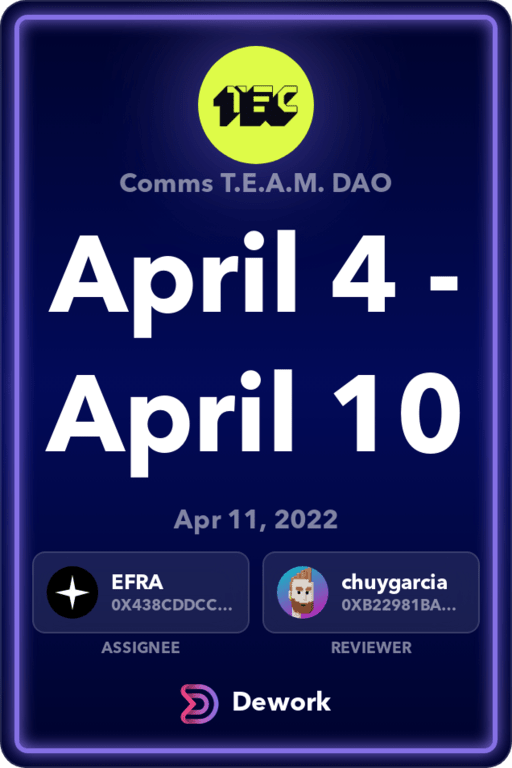 TEC
Comms T.E.A.M. DAO
April 4 -
April 10
Apr 11, 2022
EFRA
0X438CDDCC...
chuygarcia
0XB22981BA...
ASSIGNEE
REVIEWER
Dework